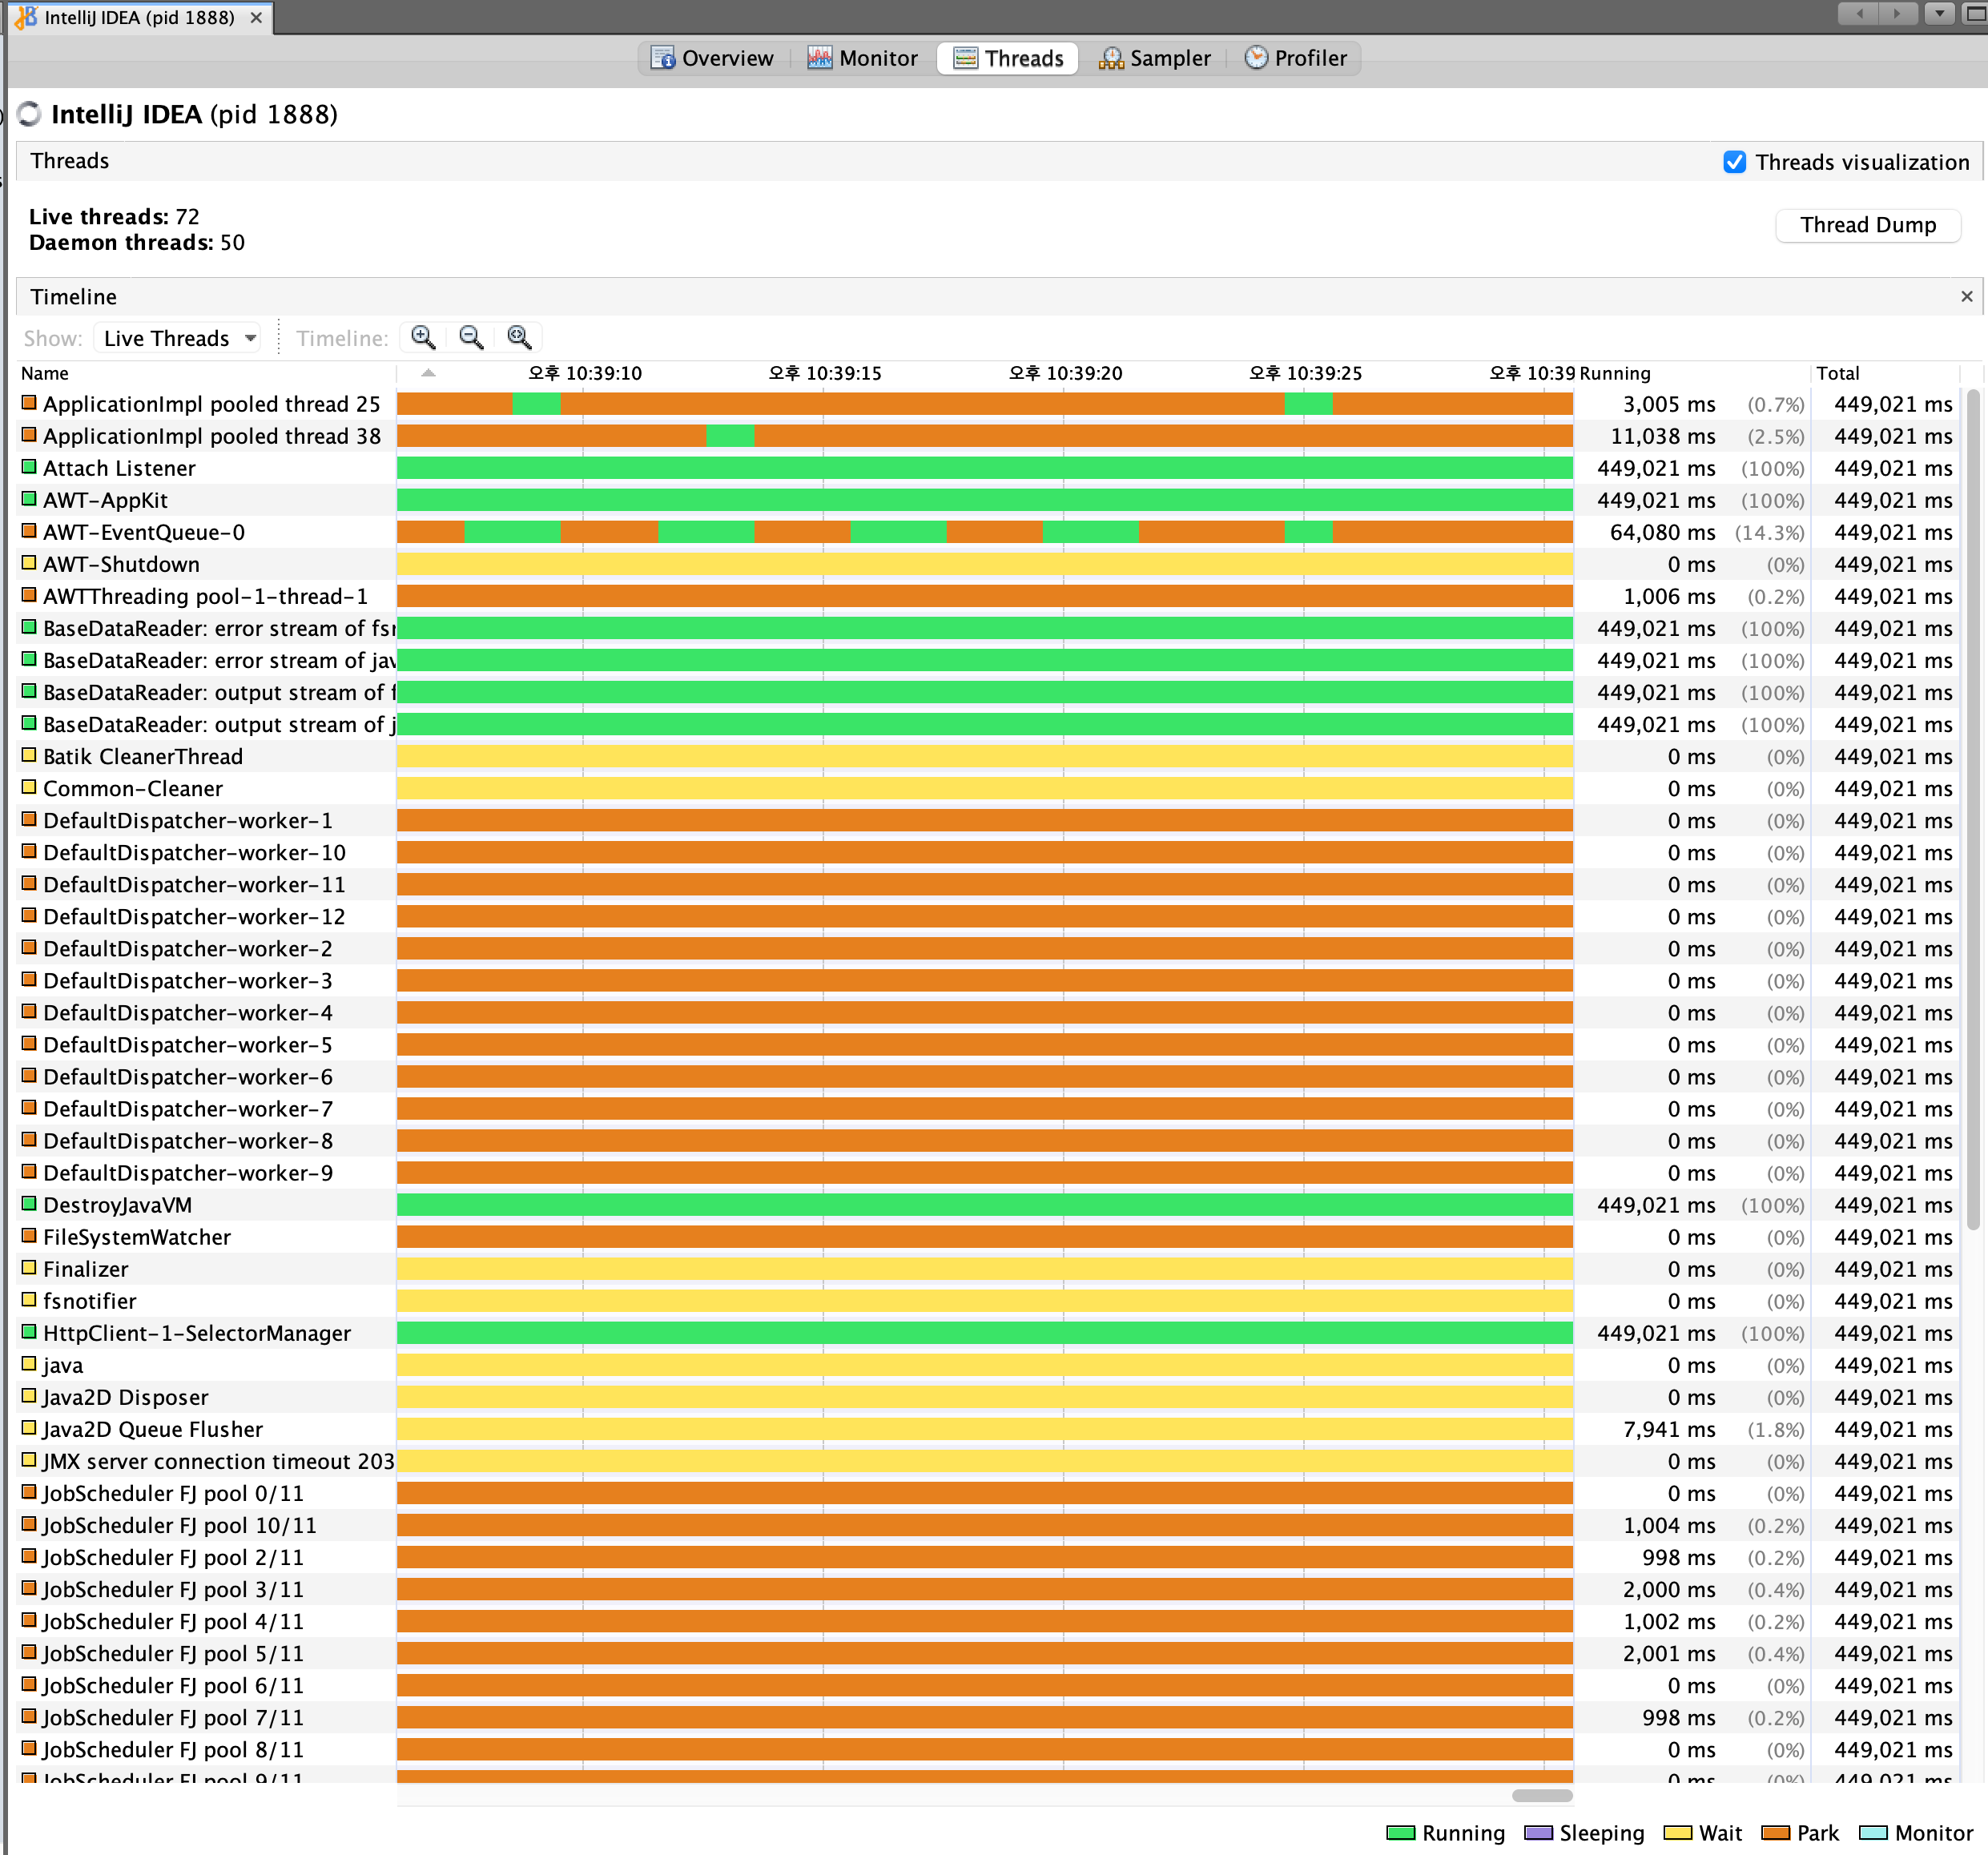 IntelliJ IDEA (pid 1888)
Overview Monitor Threads Sampler Profiler
IntelliJ IDEA (pid 1888)
Threads Threads visualization
Live threads: 72
Daemon threads: 50
Thread Dump
Timeline
Show: Live Threads Timeline:
Name 오후 10:39:10 오후 10:39:15 오후 10:39:20 오후 10:39:25 오후 10:39 Running Total
ApplicationImpl pooled thread 25 3,005 ms (0.7%) 449,021 ms
ApplicationImpl pooled thread 38 11,038 ms (2.5%) 449,021 ms
Attach Listener 449,021 ms (100%) 449,021 ms
AWT-AppKit 449,021 ms (100%) 449,021 ms
AWT-EventQueue-0 64,080 ms (14.3%) 449,021 ms
AWT-Shutdown 0 ms (0%) 449,021 ms
AWTThreading pool-1-thread-1 1,006 ms (0.2%) 449,021 ms
BaseDataReader: error stream of fsr 449,021 ms (100%) 449,021 ms
BaseDataReader: error stream of jav 449,021 ms (100%) 449,021 ms
BaseDataReader: output stream of f 449,021 ms (100%) 449,021 ms
BaseDataReader: output stream of j 449,021 ms (100%) 449,021 ms
Batik CleanerThread 0 ms (0%) 449,021 ms
Common-Cleaner 0 ms (0%) 449,021 ms
DefaultDispatcher-worker-1 0 ms (0%) 449,021 ms
DefaultDispatcher-worker-10 0 ms (0%) 449,021 ms
DefaultDispatcher-worker-11 0 ms (0%) 449,021 ms
DefaultDispatcher-worker-12 0 ms (0%) 449,021 ms
DefaultDispatcher-worker-2 0 ms (0%) 449,021 ms
DefaultDispatcher-worker-3 0 ms (0%) 449,021 ms
DefaultDispatcher-worker-4 0 ms (0%) 449,021 ms
DefaultDispatcher-worker-5 0 ms (0%) 449,021 ms
DefaultDispatcher-worker-6 0 ms (0%) 449,021 ms
DefaultDispatcher-worker-7 0 ms (0%) 449,021 ms
DefaultDispatcher-worker-8 0 ms (0%) 449,021 ms
DefaultDispatcher-worker-9 0 ms (0%) 449,021 ms
DestroyJavaVM 449,021 ms (100%) 449,021 ms
FileSystemWatcher 0 ms (0%) 449,021 ms
Finalizer 0 ms (0%) 449,021 ms
fsnotifier 0 ms (0%) 449,021 ms
HttpClient-1-SelectorManager 449,021 ms (100%) 449,021 ms
java 0 ms (0%) 449,021 ms
Java2D Disposer 0 ms (0%) 449,021 ms
Java2D Queue Flusher 7,941 ms (1.8%) 449,021 ms
JMX server connection timeout 203 0 ms (0%) 449,021 ms
JobScheduler FJ pool 0/11 0 ms (0%) 449,021 ms
JobScheduler FJ pool 10/11 1,004 ms (0.2%) 449,021 ms
JobScheduler FJ pool 2/11 998 ms (0.2%) 449,021 ms
JobScheduler FJ pool 3/11 2,000 ms (0.4%) 449,021 ms
JobScheduler FJ pool 4/11 1,002 ms (0.2%) 449,021 ms
JobScheduler FJ pool 5/11 2,001 ms (0.4%) 449,021 ms
JobScheduler FJ pool 6/11 0 ms (0%) 449,021 ms
JobScheduler FJ pool 7/11 998 ms (0.2%) 449,021 ms
JobScheduler FJ pool 8/11 0 ms (0%) 449,021 ms
JobScheduler FJ pool 9/11 0 ms (0%) 449,021 ms
Running Sleeping Wait Park Monitor